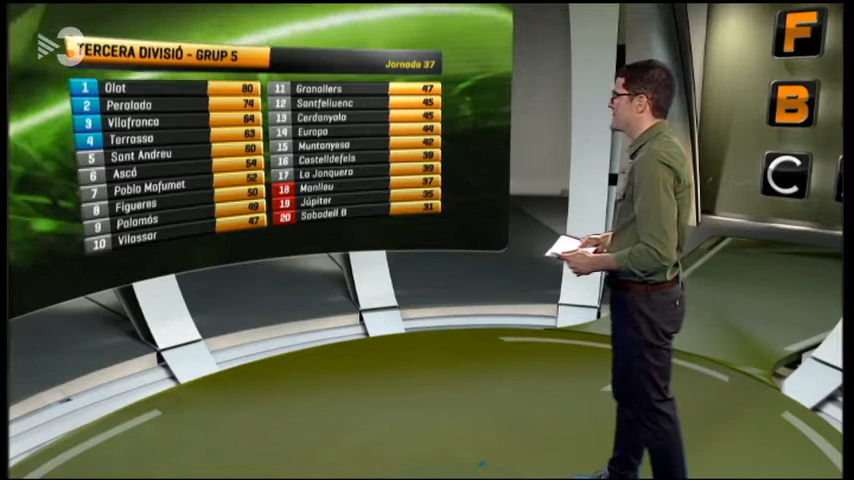 3
TERCERA DIVISIÓ - GRUP 5
Jornada 37
1 Olot 80
2 Peralada 74
3 Vilafranca 64
4 Terrassa 63
5 Sant Andreu 60
6 Ascó 54
7 Pobla Mafumet 52
8 Figueres 50
9 Palamós 49
10 Vilassar 47
11 Granollers 47
12 Santfeliuenc 45
13 Cerdanyola 45
14 Europa 44
15 Muntanyesa 42
16 Castelldefels 39
17 La Jonquera 39
18 Manlleu 37
19 Júpiter 35
20 Sabadell B 31
F
B
C